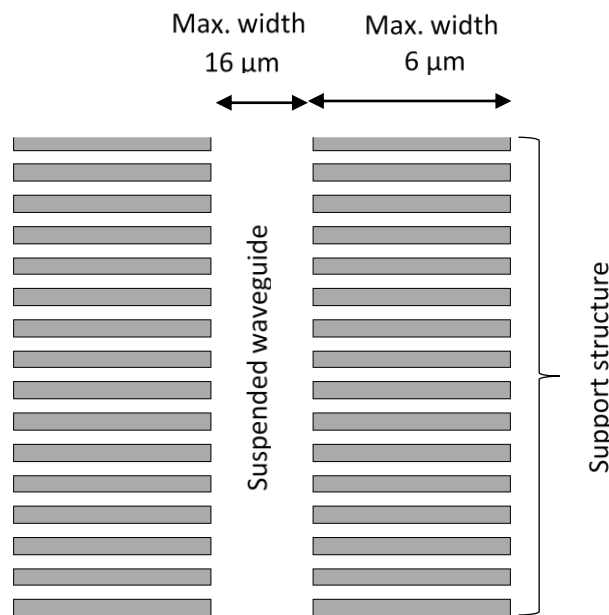 Max. width
16 µm
Max. width
6 µm
Suspended waveguide
Support structure